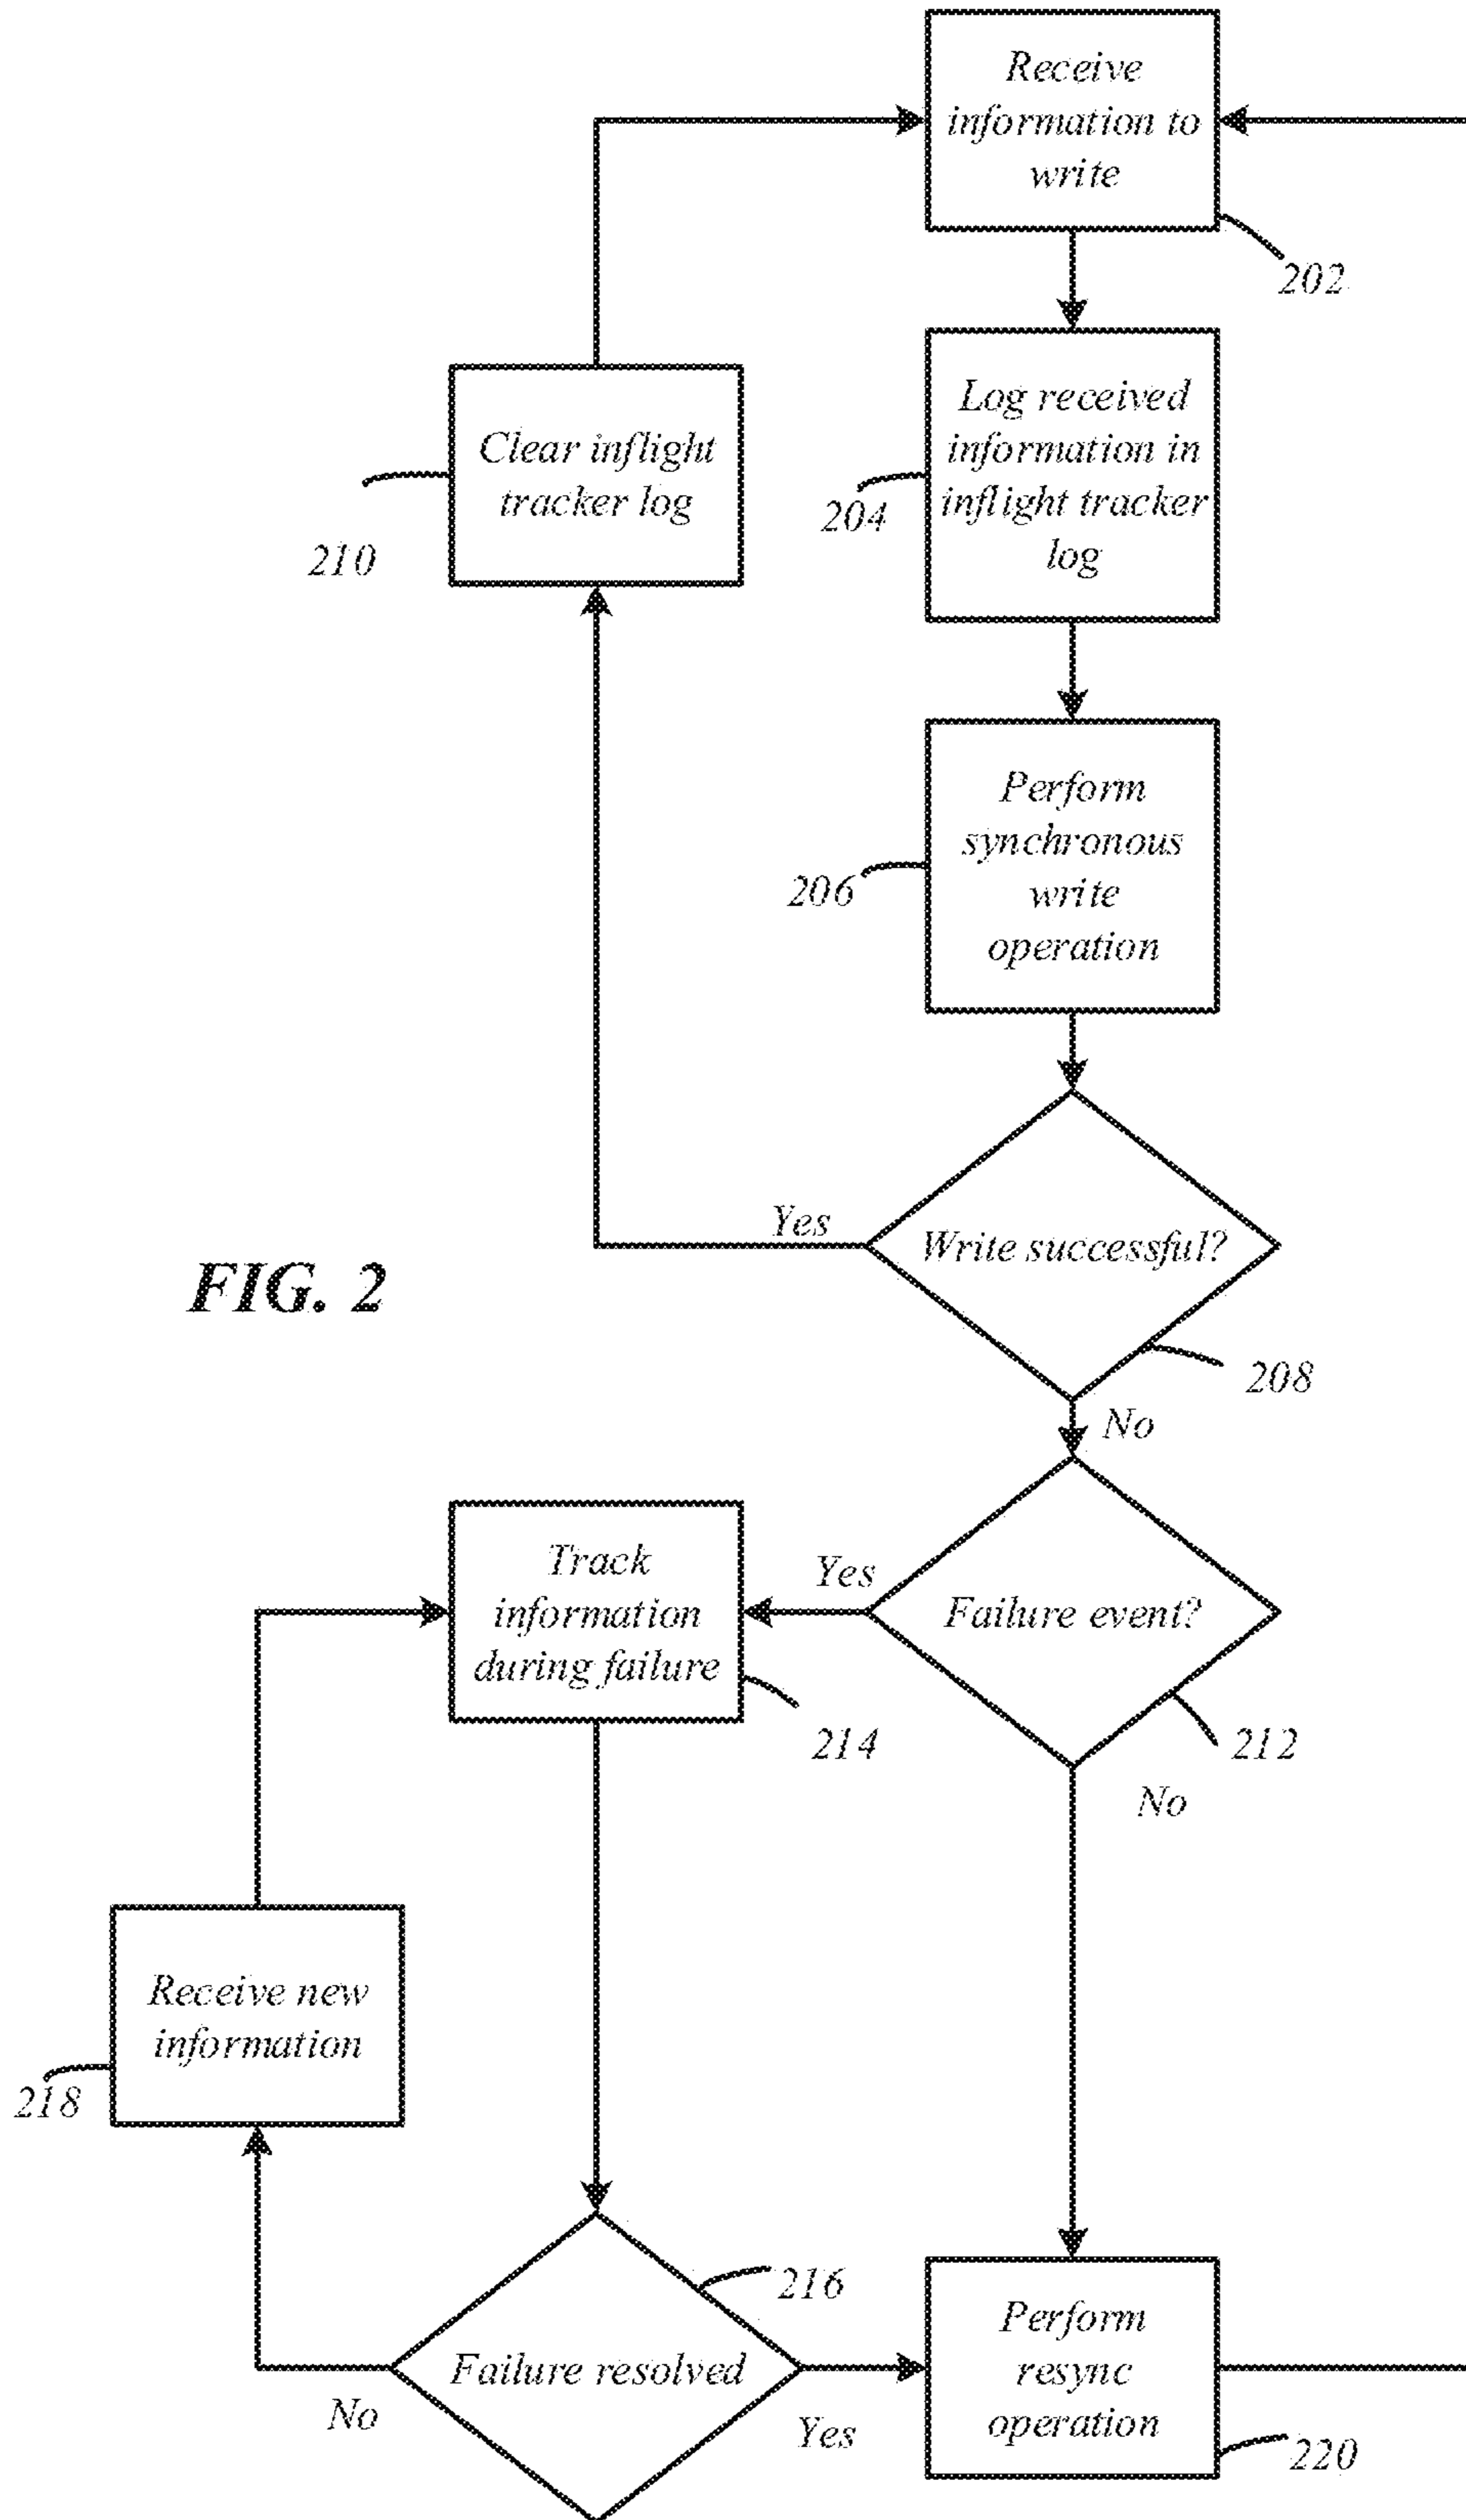 Receive
information to
write
202
Log received
information in
inflight tracker
log
204
Clear inflight
tracker log
210
Perform
synchronous
write
operation
206
Yes
Write successful?
208
FIG. 2
No
Track
information
during failure
214
Yes
Failure event?
212
No
Receive new
information
218
216
Failure resolved
No
Yes
Perform
resync
operation
220